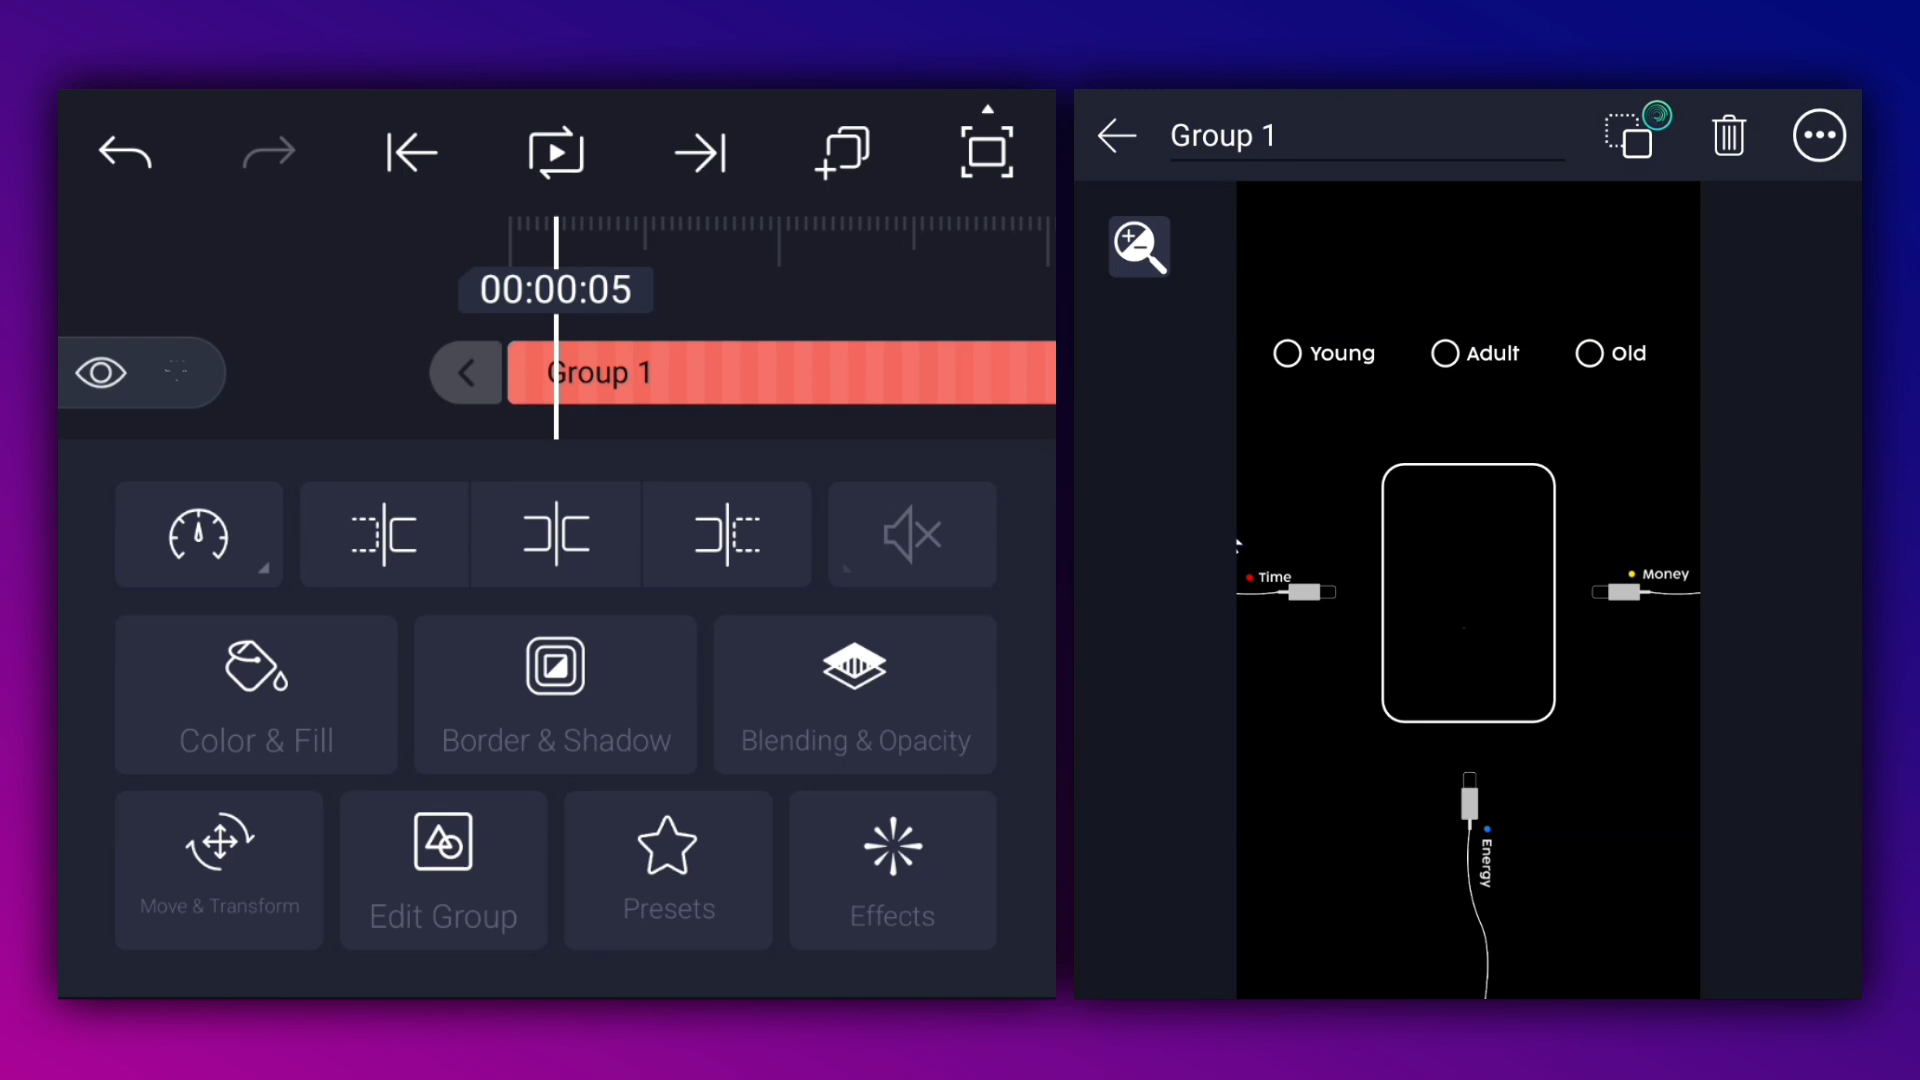 Group 1
00:00:05
Group 1
Young
Adult
Old
Time
Money
Energy
Color & Fill
Border & Shadow
Blending & Opacity
Move & Transform
Edit Group
Presets
Effects